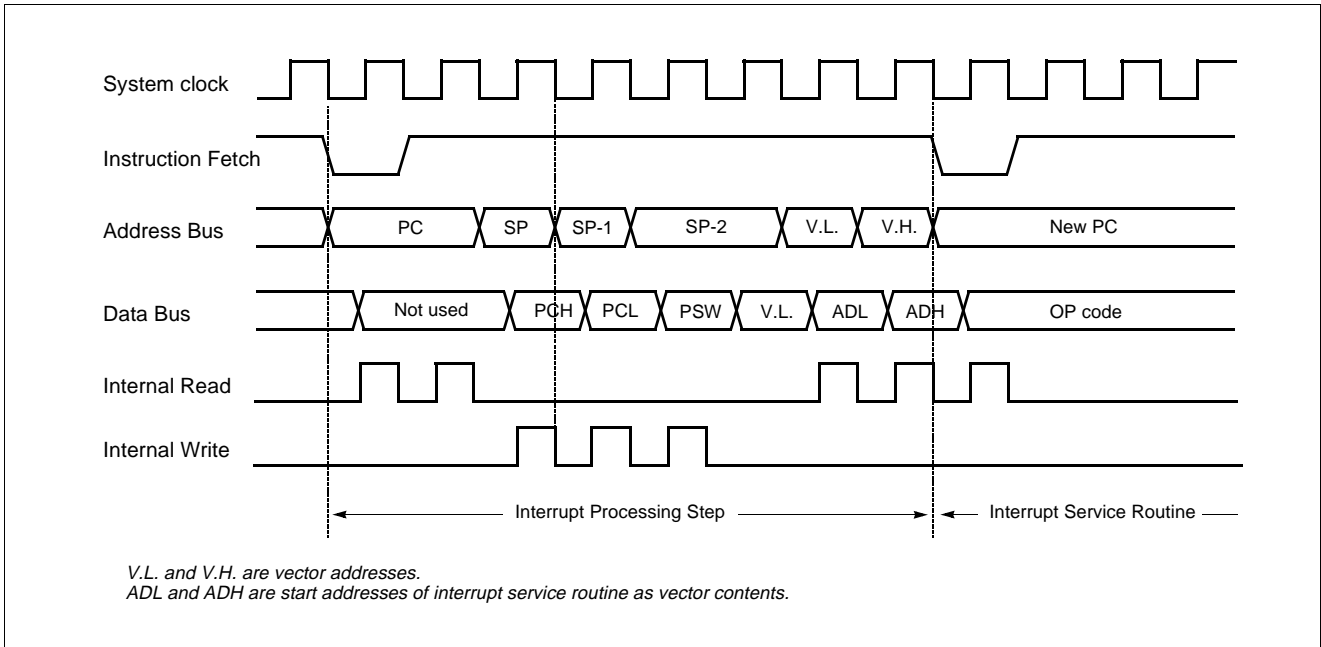 System clock
Instruction Fetch
Address Bus
PC
SP
SP-1
SP-2
V.L.
V.H.
New PC
Data Bus
Not used
PCH
PCL
PSW
V.L.
ADL
ADH
OP code
Internal Read
Internal Write
Interrupt Processing Step
Interrupt Service Routine
V.L. and V.H. are vector addresses.
ADL and ADH are start addresses of interrupt service routine as vector contents.